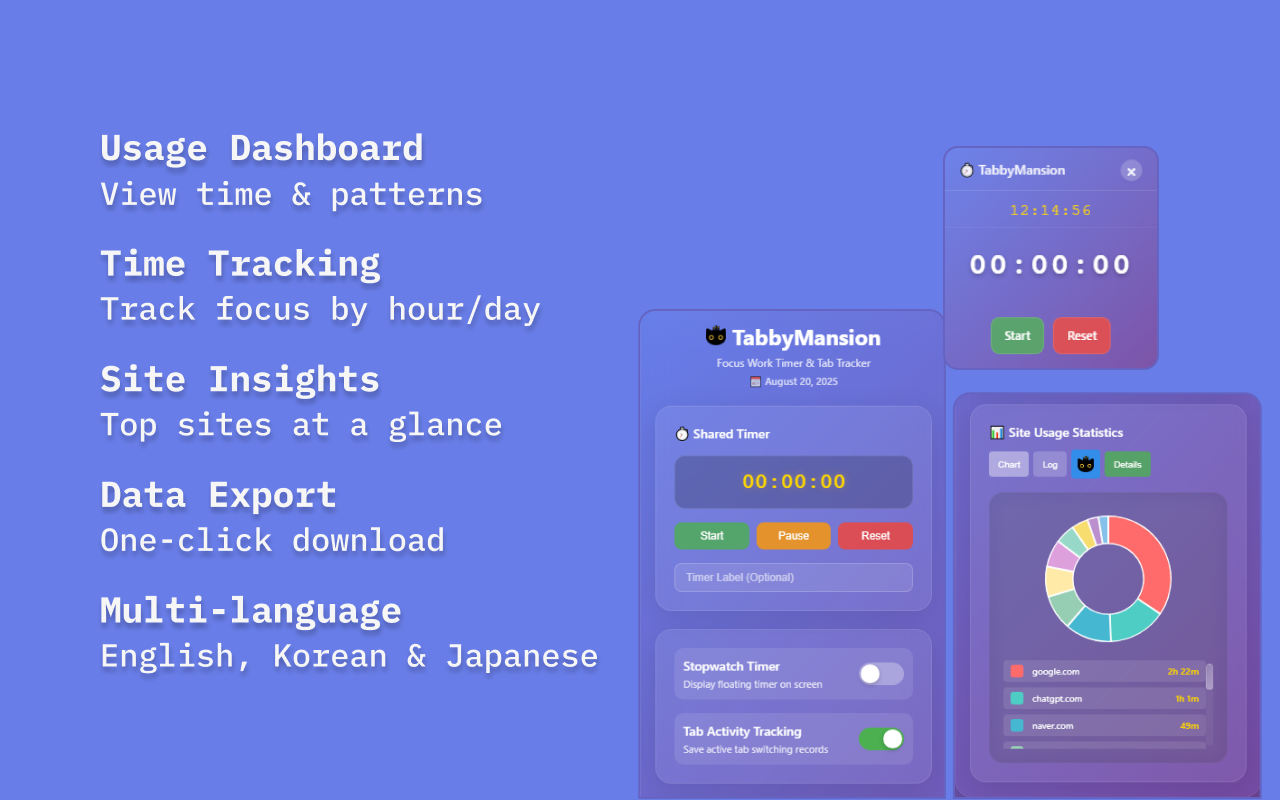 Usage Dashboard
View time & patterns
Time Tracking
Track focus by hour/day
Site Insights
Top sites at a glance
Data Export
One-click download
Multi-language
English, Korean & Japanese
TabbyMansion
Focus Work Timer & Tab Tracker
August 20, 2025
Shared Timer
00:00:00
Start Pause Reset
Timer Label (Optional)
Stopwatch Timer
Display floating timer on screen
Tab Activity Tracking
Save active tab switching records
TabbyMansion
12:14:56
00:00:00
Start Reset
Site Usage Statistics
Chart Log Details
google.com 2h 22m
chatgpt.com 1h 1m
naver.com 49m